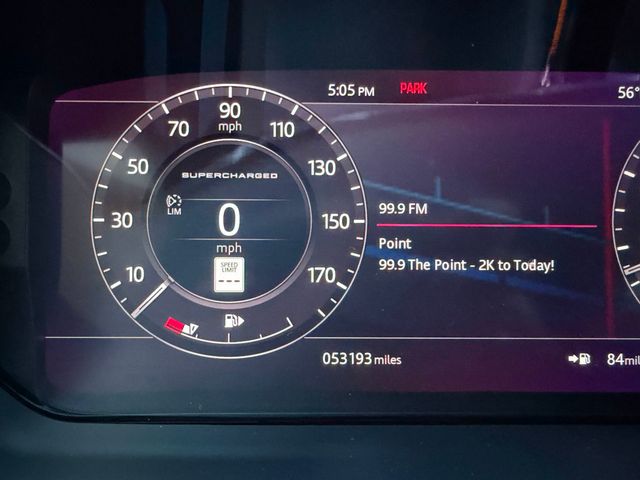 5:05 PM PARK 56°
90
mph
70 110
SUPERCHARGED
50 130
LIM
30 0 150
mph
99.9 FM
SPEED
LIMIT
Point
10 170
99.9 The Point - 2K to Today!
053193 miles 84 mil